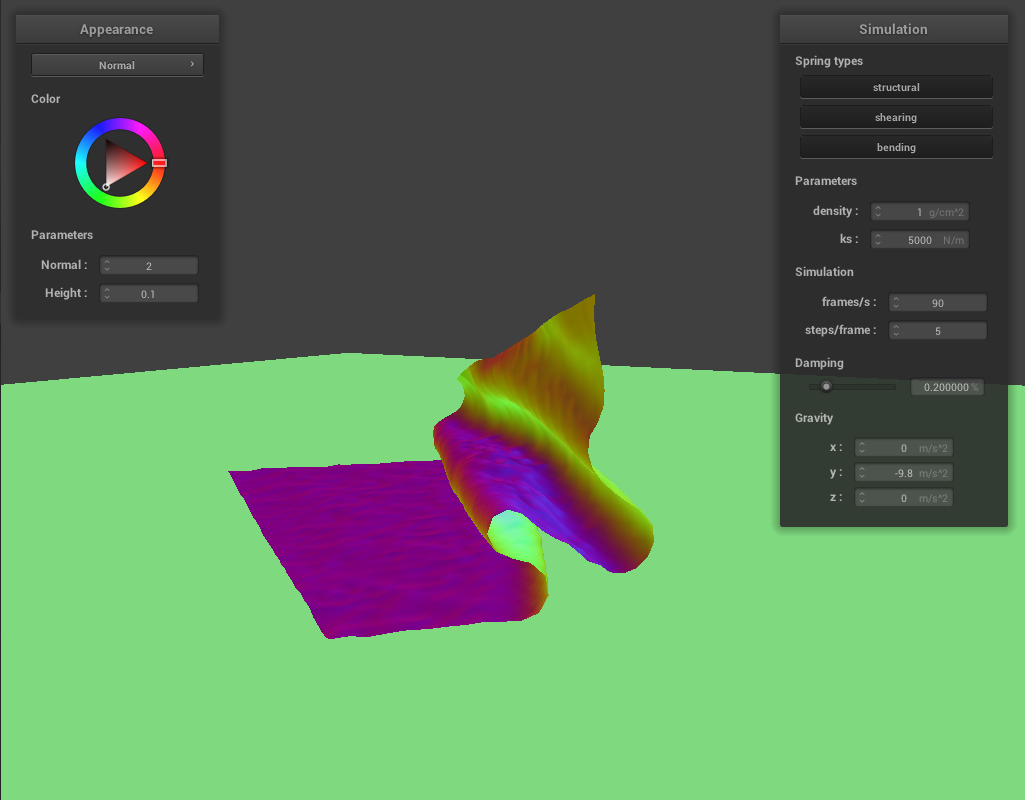 Appearance
Normal
Color
Parameters
Normal : 2
Height : 0.1
Simulation
Spring types
structural
shearing
bending
Parameters
density : 1 g/cm^2
ks : 5000 N/m
Simulation
frames/s : 90
steps/frame : 5
Damping
0.200000 %
Gravity
x : 0 m/s^2
y : -9.8 m/s^2
z : 0 m/s^2